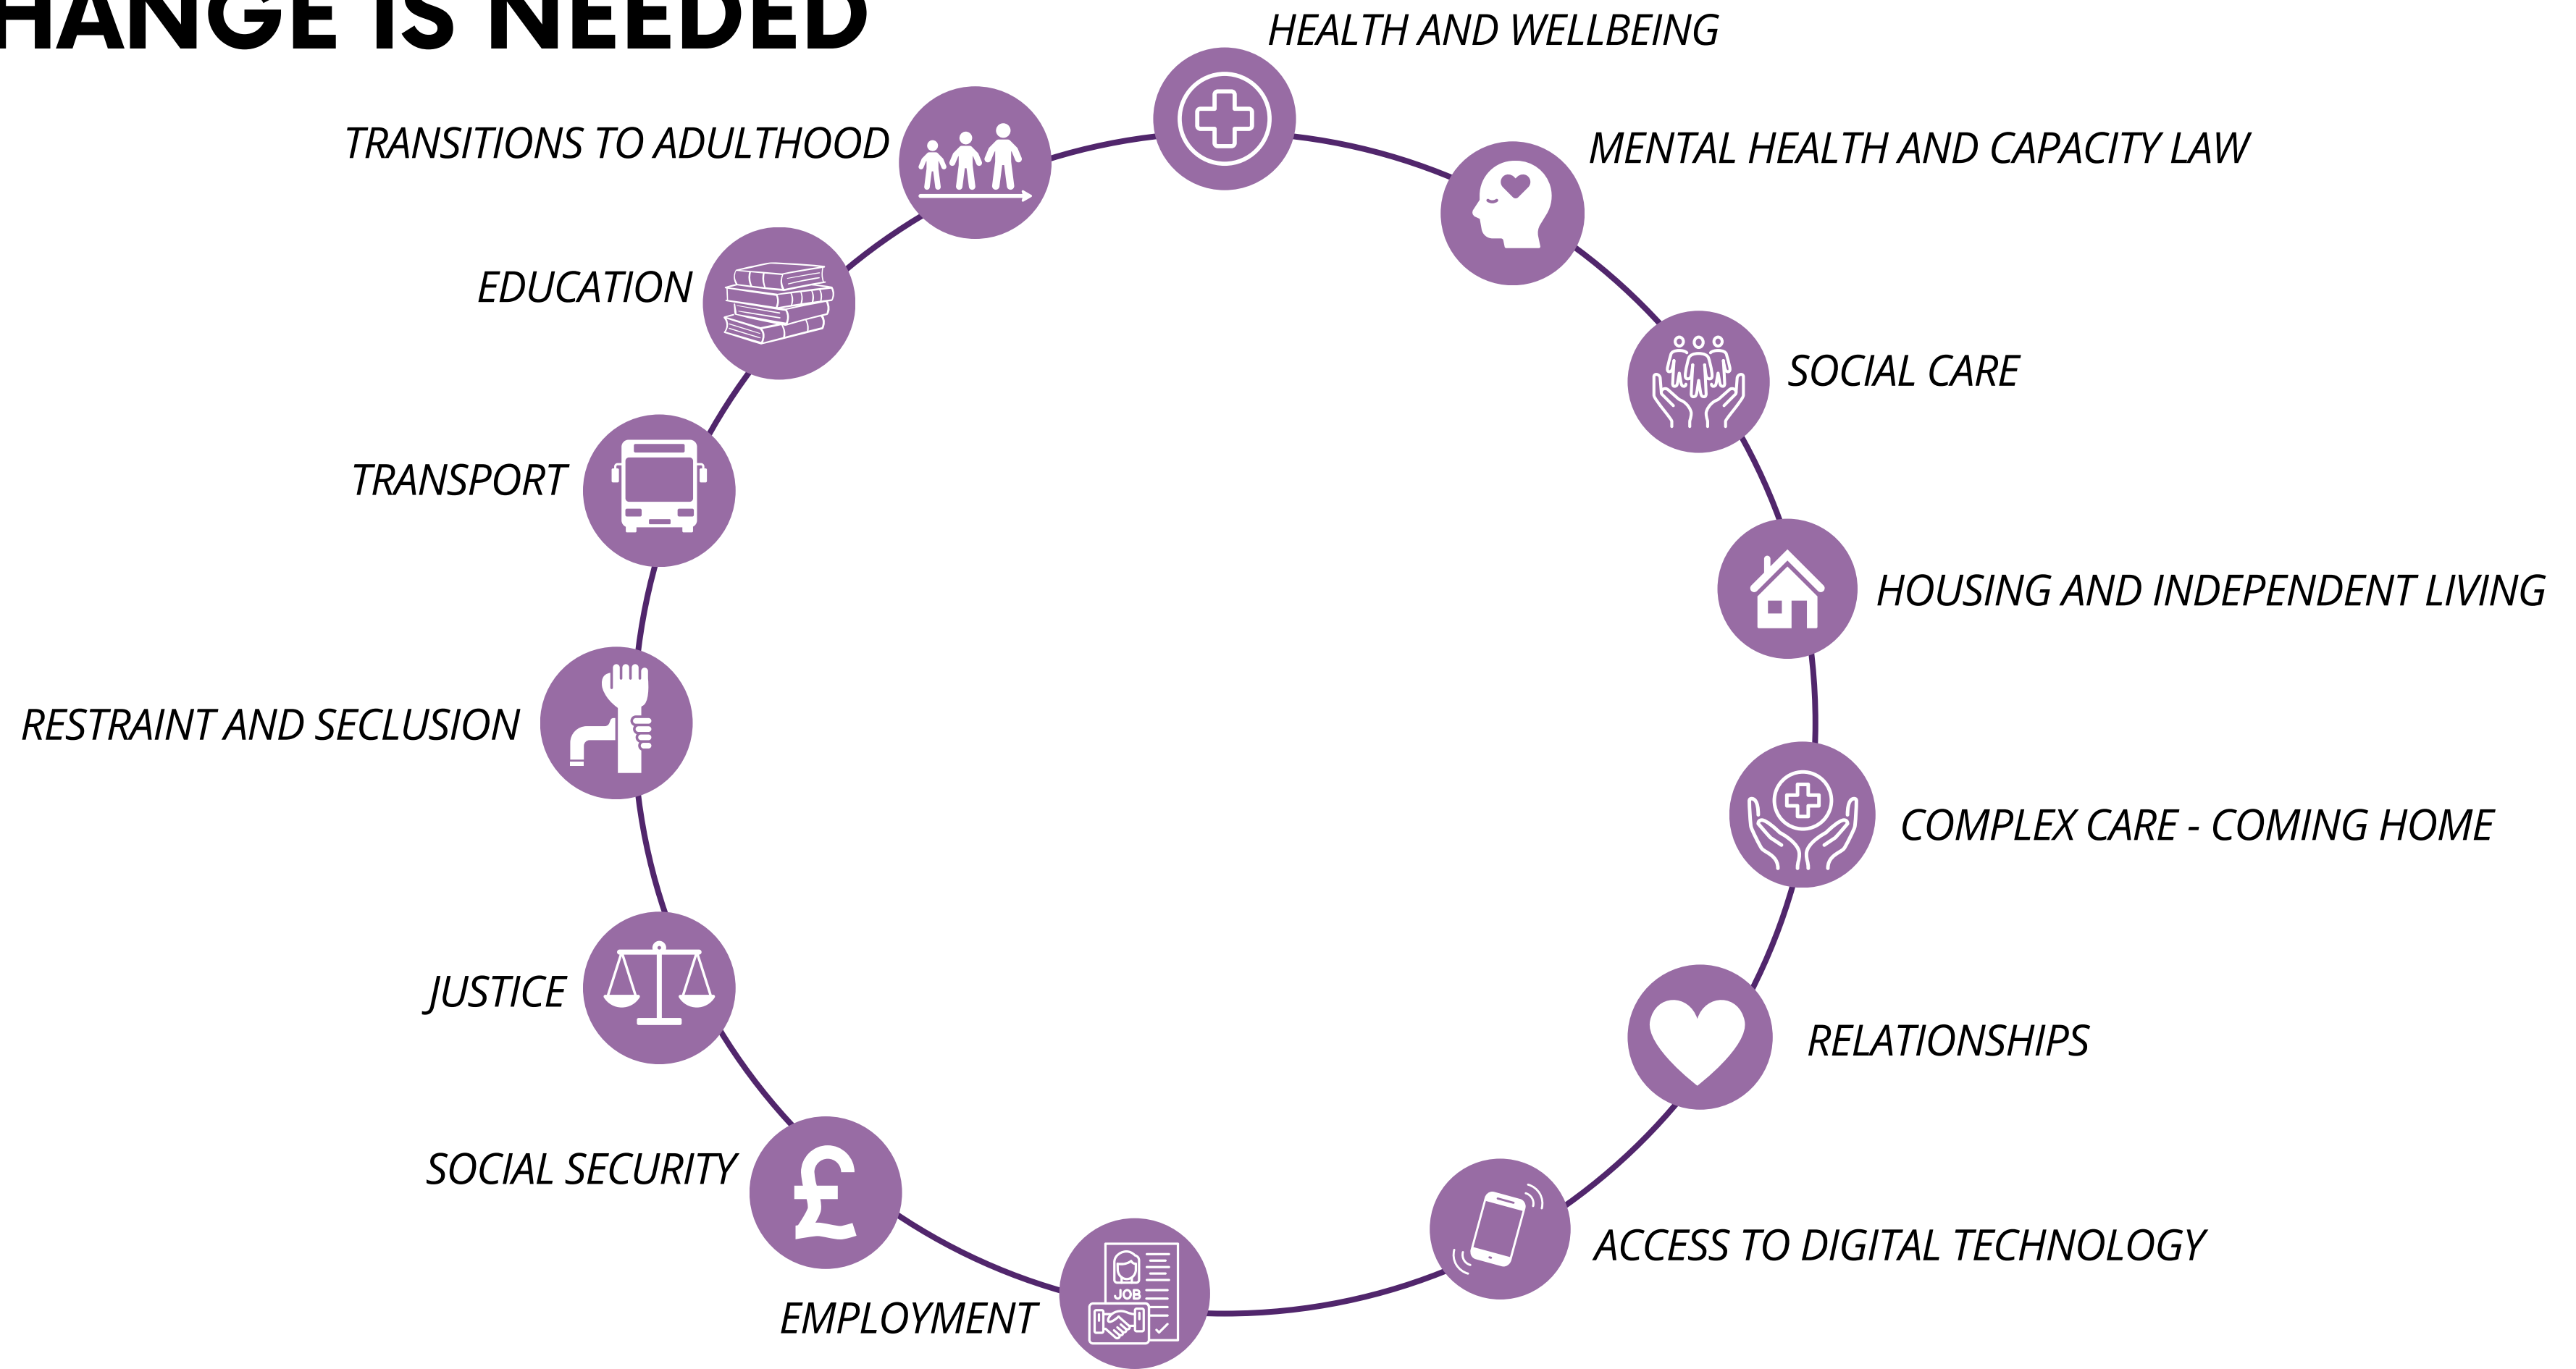 HANGE IS NEEDED
HEALTH AND WELLBEING
MENTAL HEALTH AND CAPACITY LAW
SOCIAL CARE
HOUSING AND INDEPENDENT LIVING
COMPLEX CARE - COMING HOME
RELATIONSHIPS
ACCESS TO DIGITAL TECHNOLOGY
EMPLOYMENT
JOB
SOCIAL SECURITY
£
JUSTICE
RESTRAINT AND SECLUSION
TRANSPORT
EDUCATION
TRANSITIONS TO ADULTHOOD